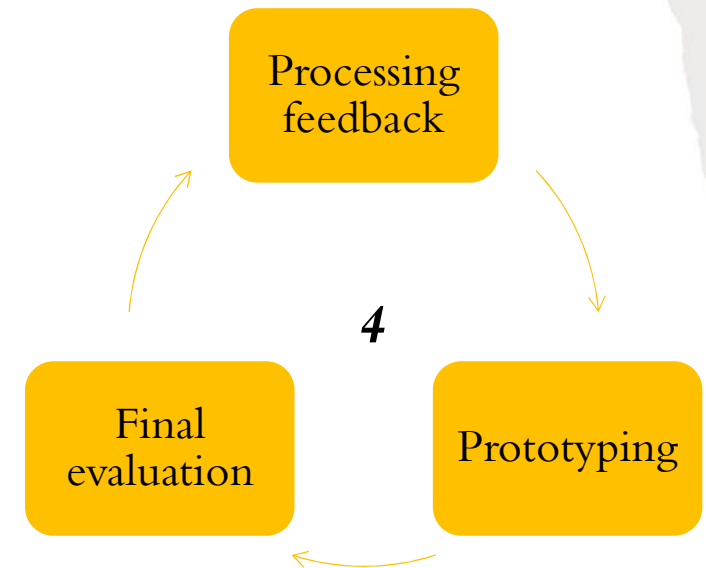 Processing
feedback
4
Final
evaluation
Prototyping